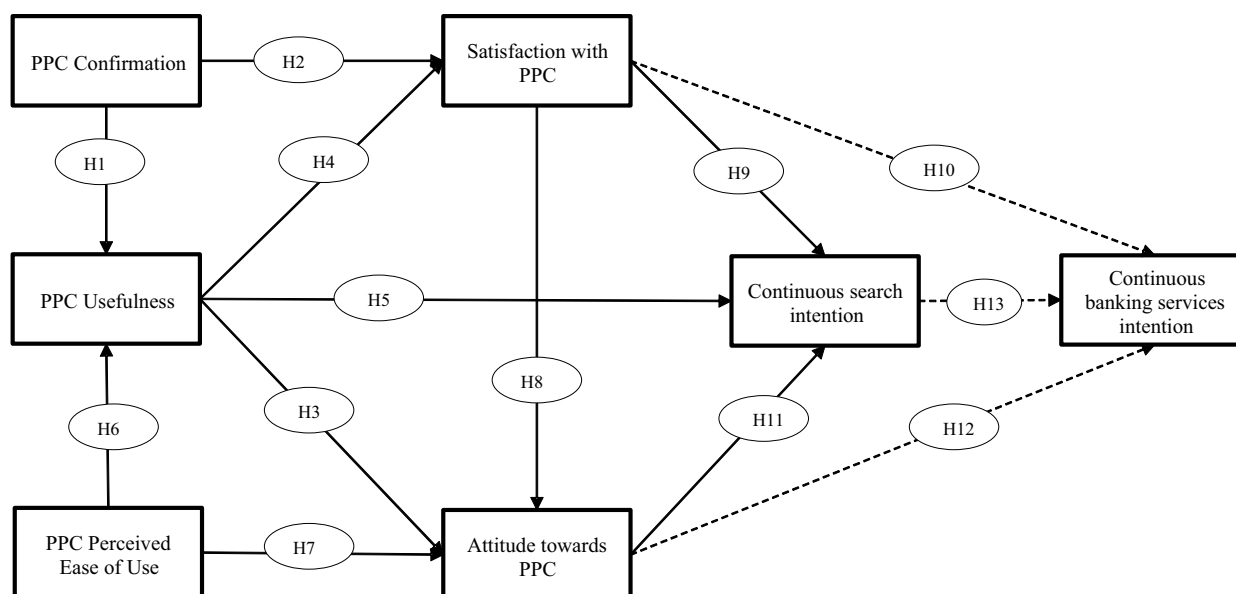 PPC Confirmation
H2
Satisfaction with
PPC
H1
H4
H9
H10
PPC Usefulness
H5
Continuous search
intention
H13
Continuous
banking services
intention
H8
H3
H6
H11
H12
PPC Perceived
Ease of Use
H7
Attitude towards
PPC